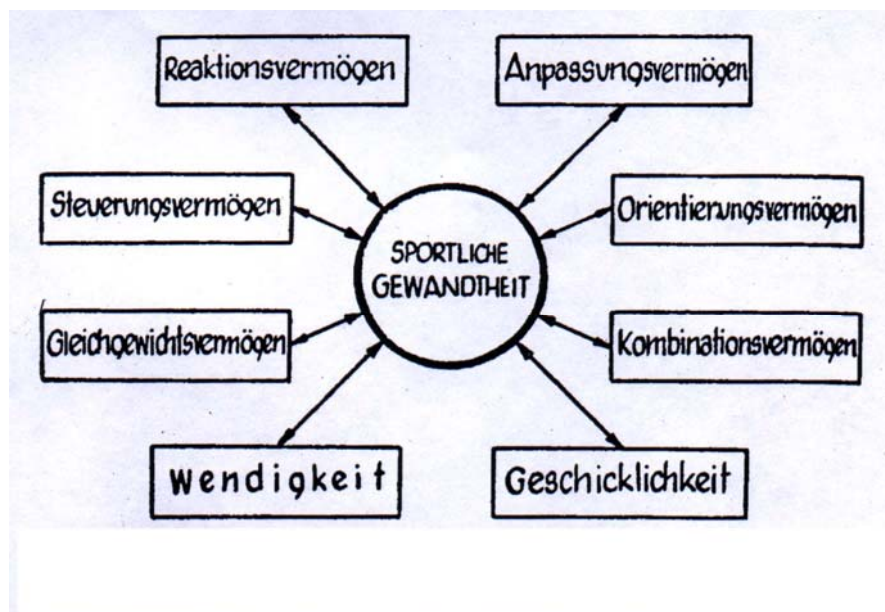 Reaktionsvermögen
Anpassungsvermögen
Steuerungsvermögen
Orientierungsvermögen
SPORTLICHE
GEWANDTHEIT
Gleichgewichtsvermögen
Kombinationsvermögen
Wendigkeit
Geschicklichkeit